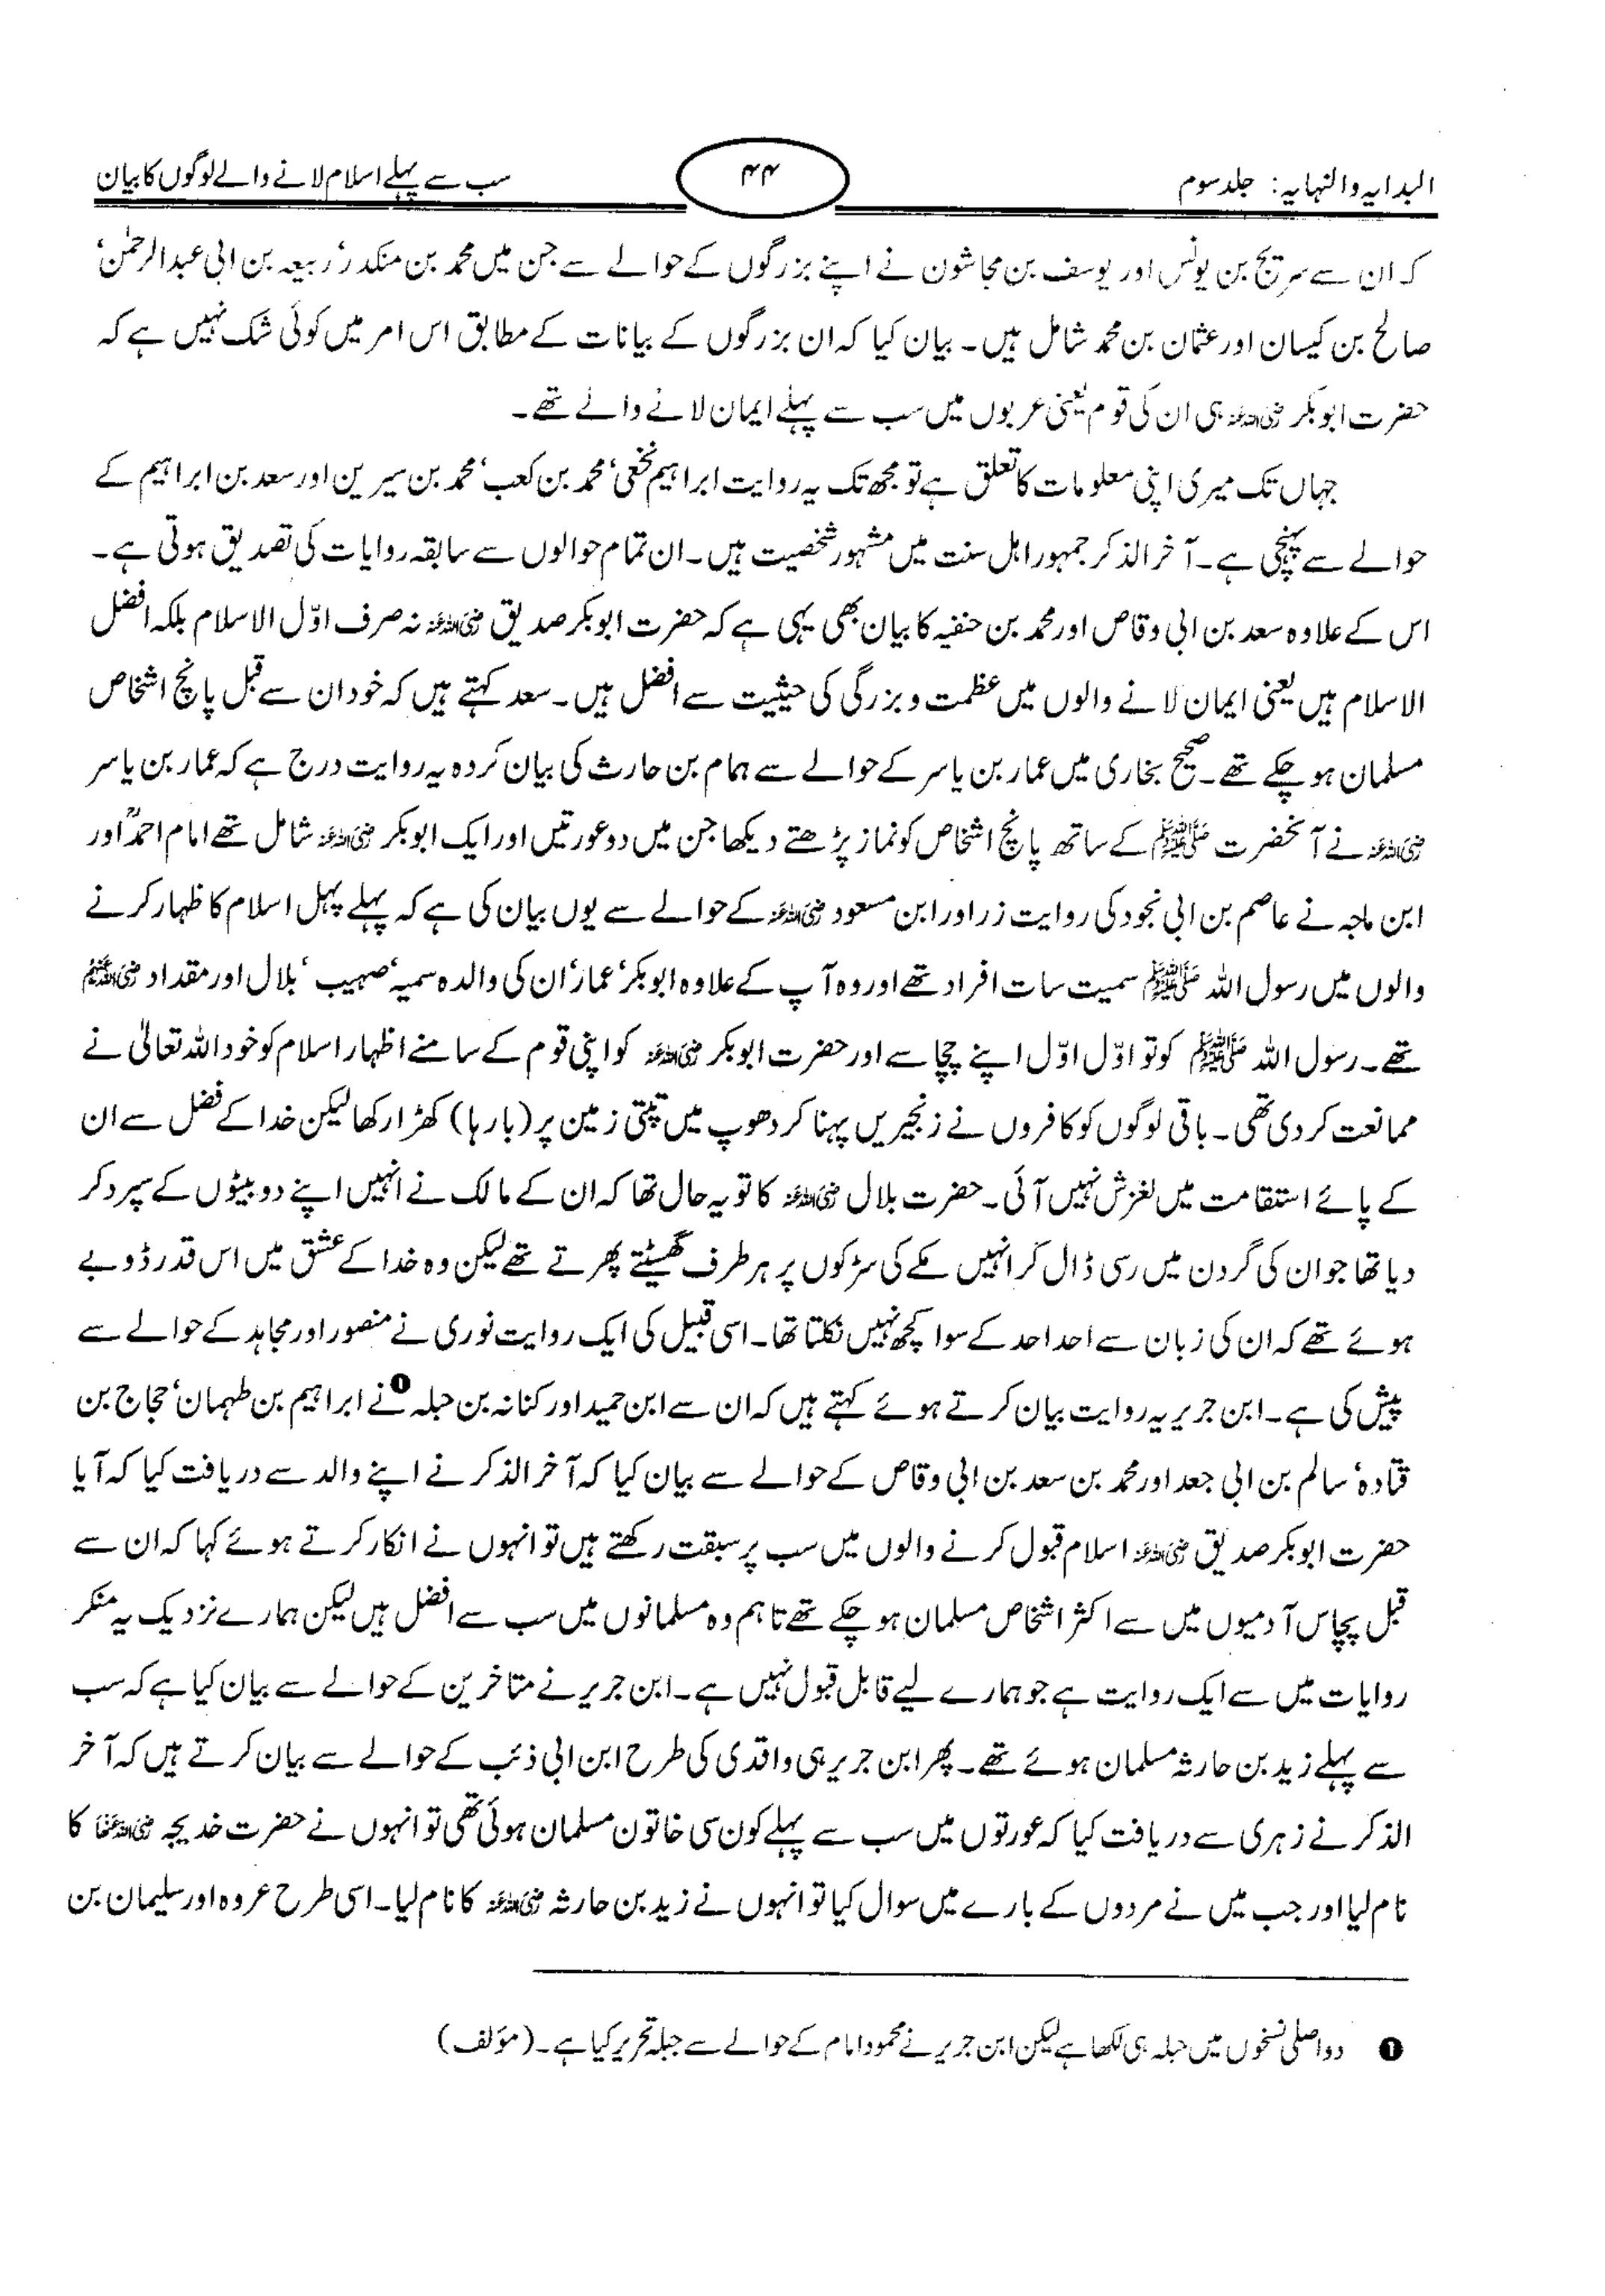 البدایہ والنہایہ: جلد سوم
۴۴
سب سے پہلے اسلام لانے والے لوگوں کا بیان
کہ ان سے سریج بن یونس اور یوسف بن ماجشون نے اپنے بزرگوں کے حوالے سے جن میں محمد بن منکدر‘ ربیعہ بن ابی عبدالرحمٰن‘
صالح بن کیسان اور عثمان بن محمد شامل ہیں۔ بیان کیا کہ ان بزرگوں کے بیانات کے مطابق اس امر میں کوئی شک نہیں ہے کہ
حضرت ابوبکر رضی اللہ عنہ ہی ان کی قوم یعنی عربوں میں سب سے پہلے ایمان لانے والے تھے۔
جہاں تک میری اپنی معلومات کا تعلق ہے تو مجھ تک یہ روایت ابراہیم نخعی‘ محمد بن کعب‘ محمد بن سیرین اور سعد بن ابراہیم کے
حوالے سے پہنچی ہے۔ آخر الذکر جمہور اہل سنت میں مشہور شخصیت ہیں۔ ان تمام حوالوں سے سابقہ روایات کی تصدیق ہوتی ہے۔
اس کے علاوہ سعد بن ابی وقاص اور محمد بن حنفیہ کا بیان بھی یہی ہے کہ حضرت ابوبکر صدیق رضی اللہ عنہ نہ صرف اوّل الاسلام بلکہ افضل
الاسلام ہیں یعنی ایمان لانے والوں میں عظمت و بزرگی کی حیثیت سے افضل ہیں۔ سعد کہتے ہیں کہ خود ان سے قبل پانچ اشخاص
مسلمان ہو چکے تھے۔ صحیح بخاری میں عمار بن یاسر کے حوالے سے ہمام بن حارث کی بیان کردہ یہ روایت درج ہے کہ عمار بن یاسر
رضی اللہ عنہ نے آنحضرت ﷺ کے ساتھ پانچ اشخاص کو نماز پڑھتے دیکھا جن میں دو عورتیں اور ایک ابوبکر رضی اللہ عنہ شامل تھے امام احمدؒ اور
ابن ماجہ نے عاصم بن ابی نجود کی روایت زر اور ابن مسعود رضی اللہ عنہ کے حوالے سے یوں بیان کی ہے کہ پہلے پہل اسلام کا ظہار کرنے
والوں میں رسول اللہ ﷺ سمیت سات افراد تھے اور وہ آپ کے علاوہ ابوبکر‘ عمار‘ ان کی والدہ سمیہ‘ صہیب‘ بلال اور مقداد رضی اللہ عنہم
تھے۔ رسول اللہ ﷺ کو تو اوّل اوّل اپنے چچا سے اور حضرت ابوبکر رضی اللہ عنہ کو اپنی قوم کے سامنے اظہار اسلام کو خود اللہ تعالیٰ نے
ممانعت کر دی تھی۔ باقی لوگوں کو کافروں نے زنجیریں پہنا کر دھوپ میں تپتی زمین پر (بارہا) کھڑا رکھا لیکن خدا کے فضل سے ان
کے پائے استقامت میں لغزش نہیں آئی۔ حضرت بلال رضی اللہ عنہ کا تو یہ حال تھا کہ ان کے مالک نے انہیں اپنے دو بیٹوں کے سپرد کر
دیا تھا جو ان کی گردن میں رسی ڈال کر انہیں مکے کی سڑکوں پر ہر طرف گھسیٹتے پھرتے تھے لیکن وہ خدا کے عشق میں اس قدر ڈوبے
ہوئے تھے کہ ان کی زبان سے احد احد کے سوا کچھ نہیں نکلتا تھا۔ اسی قبیل کی ایک روایت نوری نے منصور اور مجاہد کے حوالے سے
پیش کی ہے۔ ابن جریر یہ روایت بیان کرتے ہوئے کہتے ہیں کہ ان سے ابن حمید اور کنانہ بن حبلہ ❶ نے ابراہیم بن طہمان‘ حجاج بن
قتادہ‘ سالم بن ابی جعد اور محمد بن سعد بن ابی وقاص کے حوالے سے بیان کیا کہ آخر الذکر نے اپنے والد سے دریافت کیا کہ آیا
حضرت ابوبکر صدیق رضی اللہ عنہ اسلام قبول کرنے والوں میں سب پر سبقت رکھتے ہیں تو انہوں نے انکار کرتے ہوئے کہا کہ ان سے
قبل پچاس آدمیوں میں سے اکثر اشخاص مسلمان ہو چکے تھے تاہم وہ مسلمانوں میں سب سے افضل ہیں لیکن ہمارے نزدیک یہ منکر
روایات میں سے ایک روایت ہے جو ہمارے لیے قابل قبول نہیں ہے۔ ابن جریر نے متاخرین کے حوالے سے بیان کیا ہے کہ سب
سے پہلے زید بن حارثہ مسلمان ہوئے تھے۔ پھر ابن جریر ہی واقدی کی طرح ابن ابی ذئب کے حوالے سے بیان کرتے ہیں کہ آخر
الذکر نے زہری سے دریافت کیا کہ عورتوں میں سب سے پہلے کون سی خاتون مسلمان ہوئی تھی تو انہوں نے حضرت خدیجہ رضی اللہ عنہا کا
نام لیا اور جب میں نے مردوں کے بارے میں سوال کیا تو انہوں نے زید بن حارثہ رضی اللہ عنہ کا نام لیا۔ اسی طرح عروہ اور سلیمان بن
❶ دو اصلی نسخوں میں حبلہ ہی لکھا ہے لیکن ابن جریر نے محمود امام کے حوالے سے جبلہ تحریر کیا ہے۔ (مؤلف)